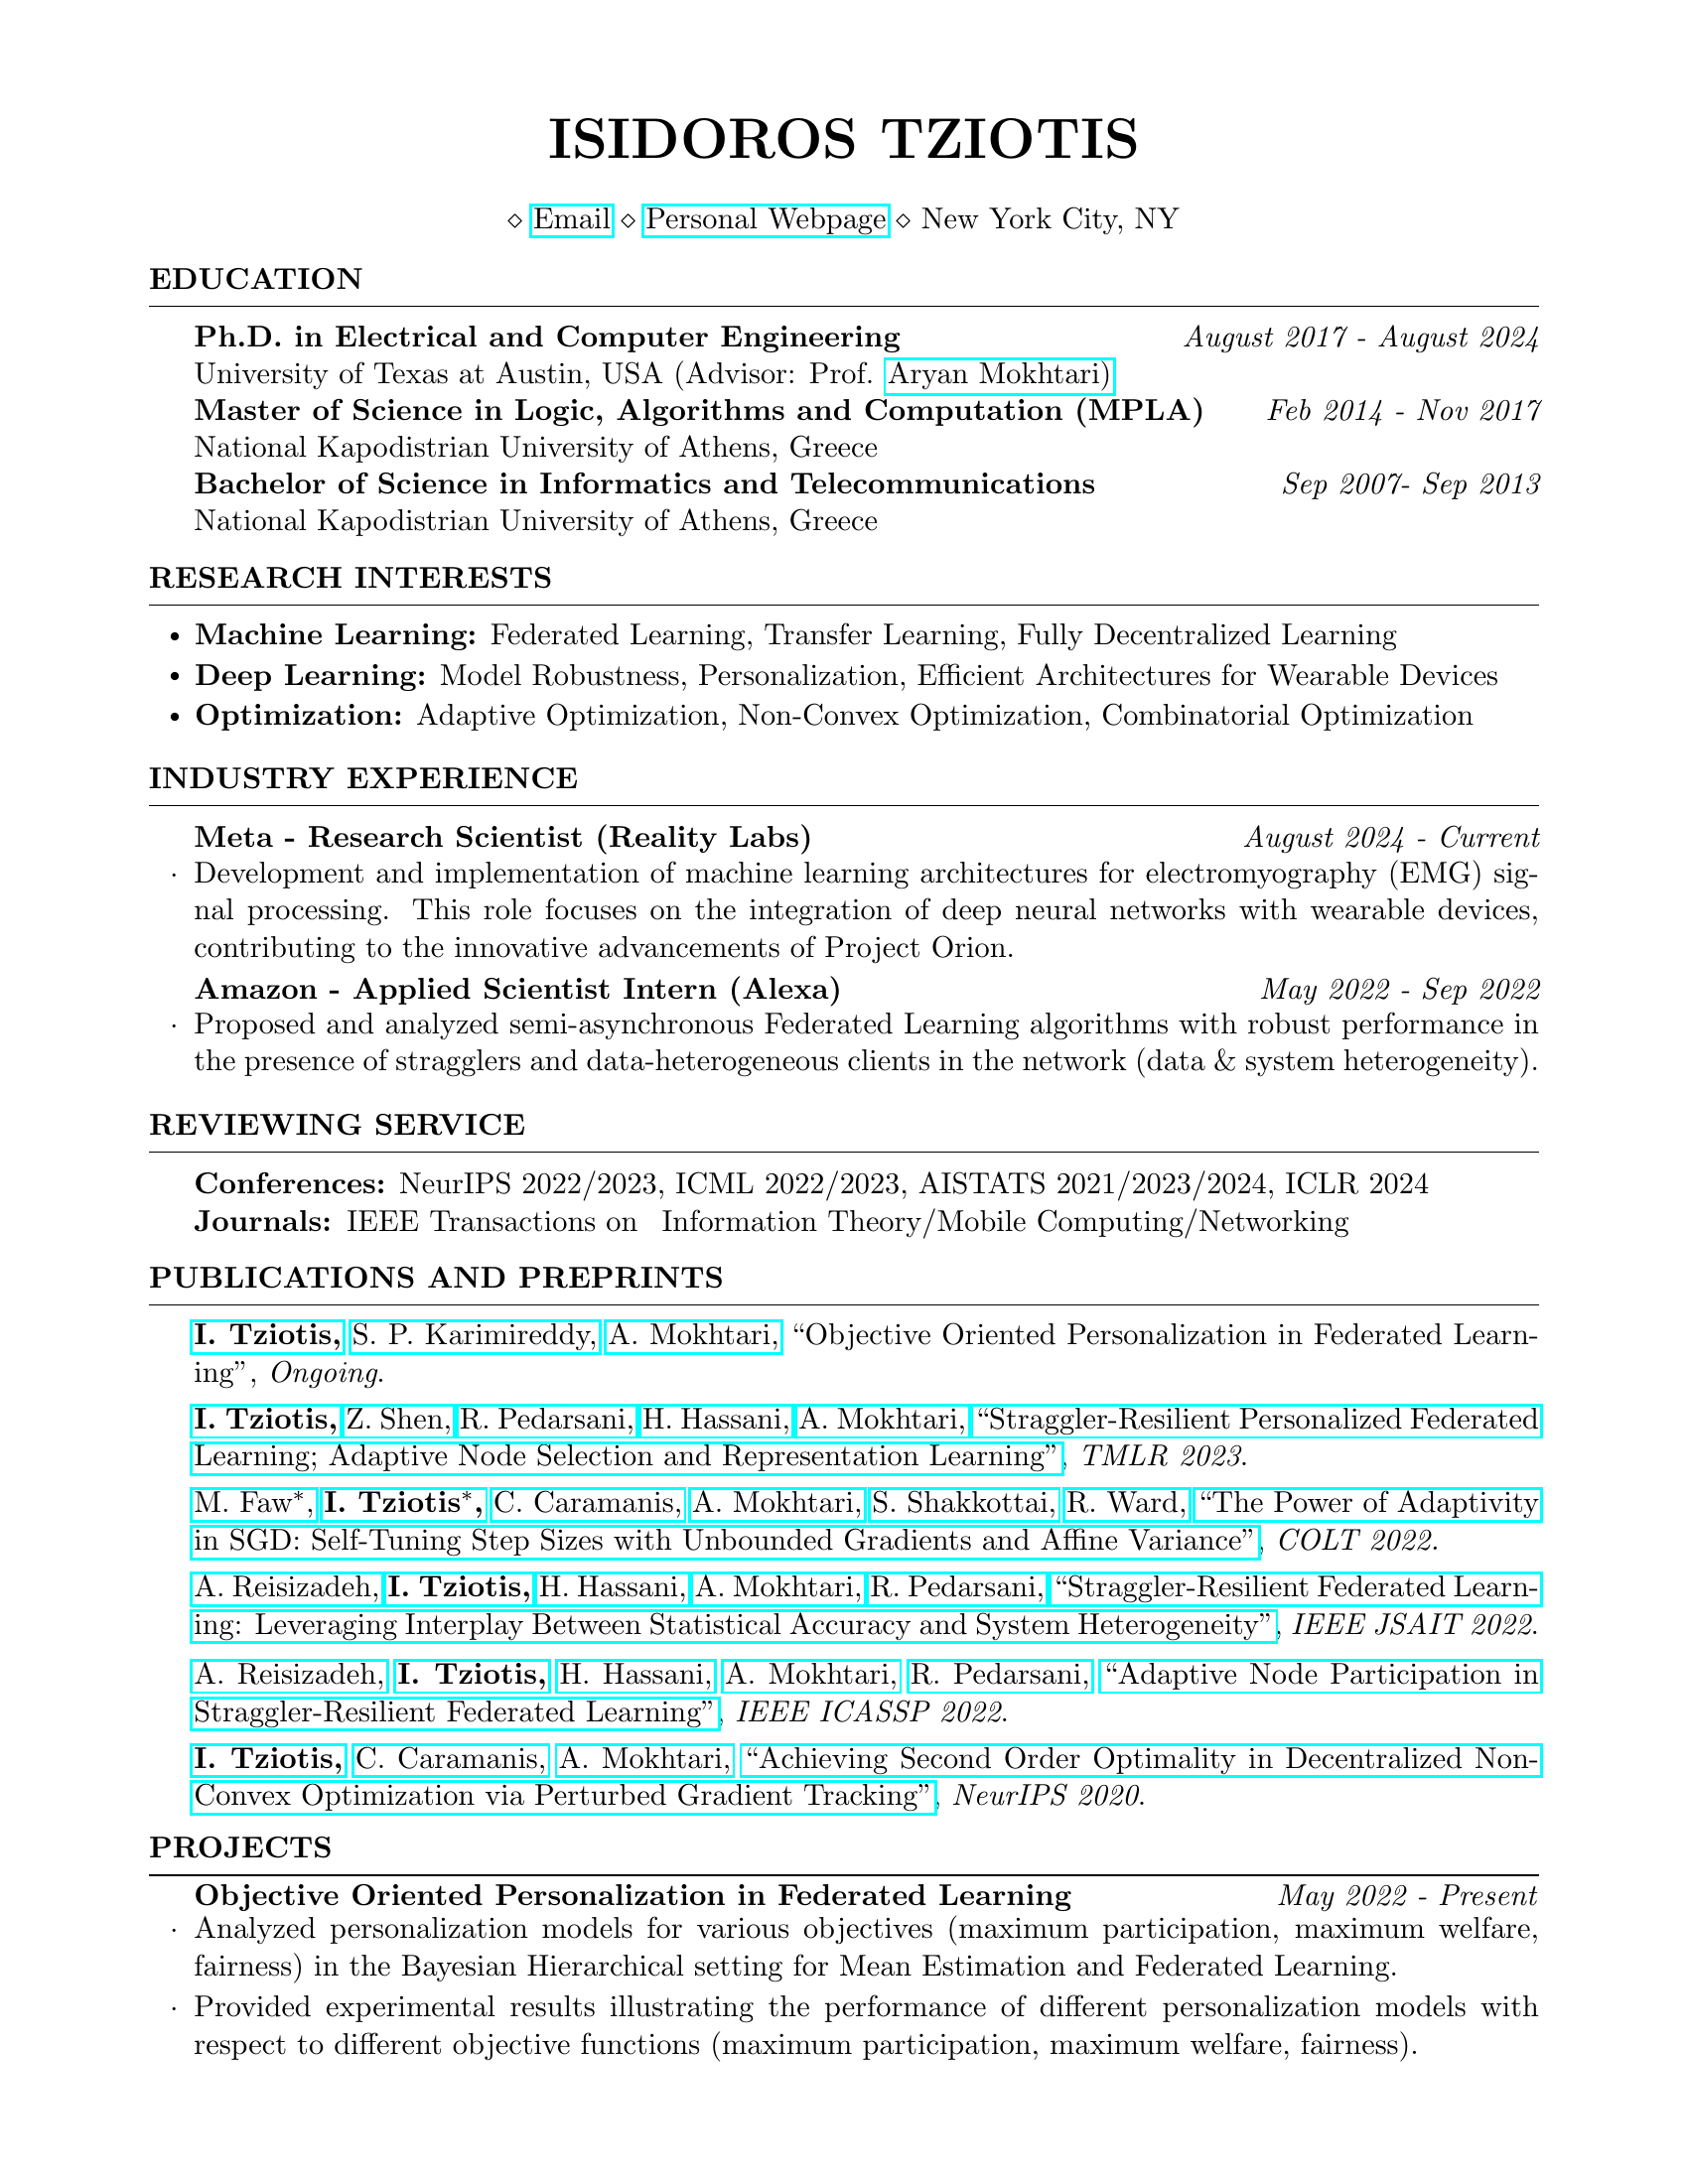 ISIDOROS TZIOTIS
⋄ Email ⋄ Personal Webpage ⋄ New York City, NY
EDUCATION
Ph.D. in Electrical and Computer Engineering August 2017 - August 2024
University of Texas at Austin, USA (Advisor: Prof. Aryan Mokhtari)
Master of Science in Logic, Algorithms and Computation (MPLA) Feb 2014 - Nov 2017
National Kapodistrian University of Athens, Greece
Bachelor of Science in Informatics and Telecommunications Sep 2007- Sep 2013
National Kapodistrian University of Athens, Greece
RESEARCH INTERESTS
• Machine Learning: Federated Learning, Transfer Learning, Fully Decentralized Learning
• Deep Learning: Model Robustness, Personalization, Efficient Architectures for Wearable Devices
• Optimization: Adaptive Optimization, Non-Convex Optimization, Combinatorial Optimization
INDUSTRY EXPERIENCE
Meta - Research Scientist (Reality Labs) August 2024 - Current
· Development and implementation of machine learning architectures for electromyography (EMG) sig-
nal processing. This role focuses on the integration of deep neural networks with wearable devices,
contributing to the innovative advancements of Project Orion.
Amazon - Applied Scientist Intern (Alexa) May 2022 - Sep 2022
· Proposed and analyzed semi-asynchronous Federated Learning algorithms with robust performance in
the presence of stragglers and data-heterogeneous clients in the network (data & system heterogeneity).
REVIEWING SERVICE
Conferences: NeurIPS 2022/2023, ICML 2022/2023, AISTATS 2021/2023/2024, ICLR 2024
Journals: IEEE Transactions on Information Theory/Mobile Computing/Networking
PUBLICATIONS AND PREPRINTS
I. Tziotis, S. P. Karimireddy, A. Mokhtari, “Objective Oriented Personalization in Federated Learn-
ing”, Ongoing.
I. Tziotis, Z. Shen, R. Pedarsani, H. Hassani, A. Mokhtari, “Straggler-Resilient Personalized Federated
Learning; Adaptive Node Selection and Representation Learning”, TMLR 2023.
M. Faw*, I. Tziotis*, C. Caramanis, A. Mokhtari, S. Shakkottai, R. Ward, “The Power of Adaptivity
in SGD: Self-Tuning Step Sizes with Unbounded Gradients and Affine Variance”, COLT 2022.
A. Reisizadeh, I. Tziotis, H. Hassani, A. Mokhtari, R. Pedarsani, “Straggler-Resilient Federated Learn-
ing: Leveraging Interplay Between Statistical Accuracy and System Heterogeneity”, IEEE JSAIT 2022.
A. Reisizadeh, I. Tziotis, H. Hassani, A. Mokhtari, R. Pedarsani, “Adaptive Node Participation in
Straggler-Resilient Federated Learning”, IEEE ICASSP 2022.
I. Tziotis, C. Caramanis, A. Mokhtari, “Achieving Second Order Optimality in Decentralized Non-
Convex Optimization via Perturbed Gradient Tracking”, NeurIPS 2020.
PROJECTS
Objective Oriented Personalization in Federated Learning May 2022 - Present
· Analyzed personalization models for various objectives (maximum participation, maximum welfare,
fairness) in the Bayesian Hierarchical setting for Mean Estimation and Federated Learning.
· Provided experimental results illustrating the performance of different personalization models with
respect to different objective functions (maximum participation, maximum welfare, fairness).